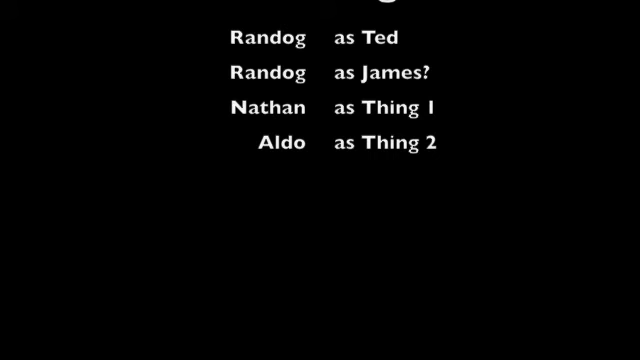 Randog as Ted
Randog as James?
Nathan as Thing 1
Aldo as Thing 2